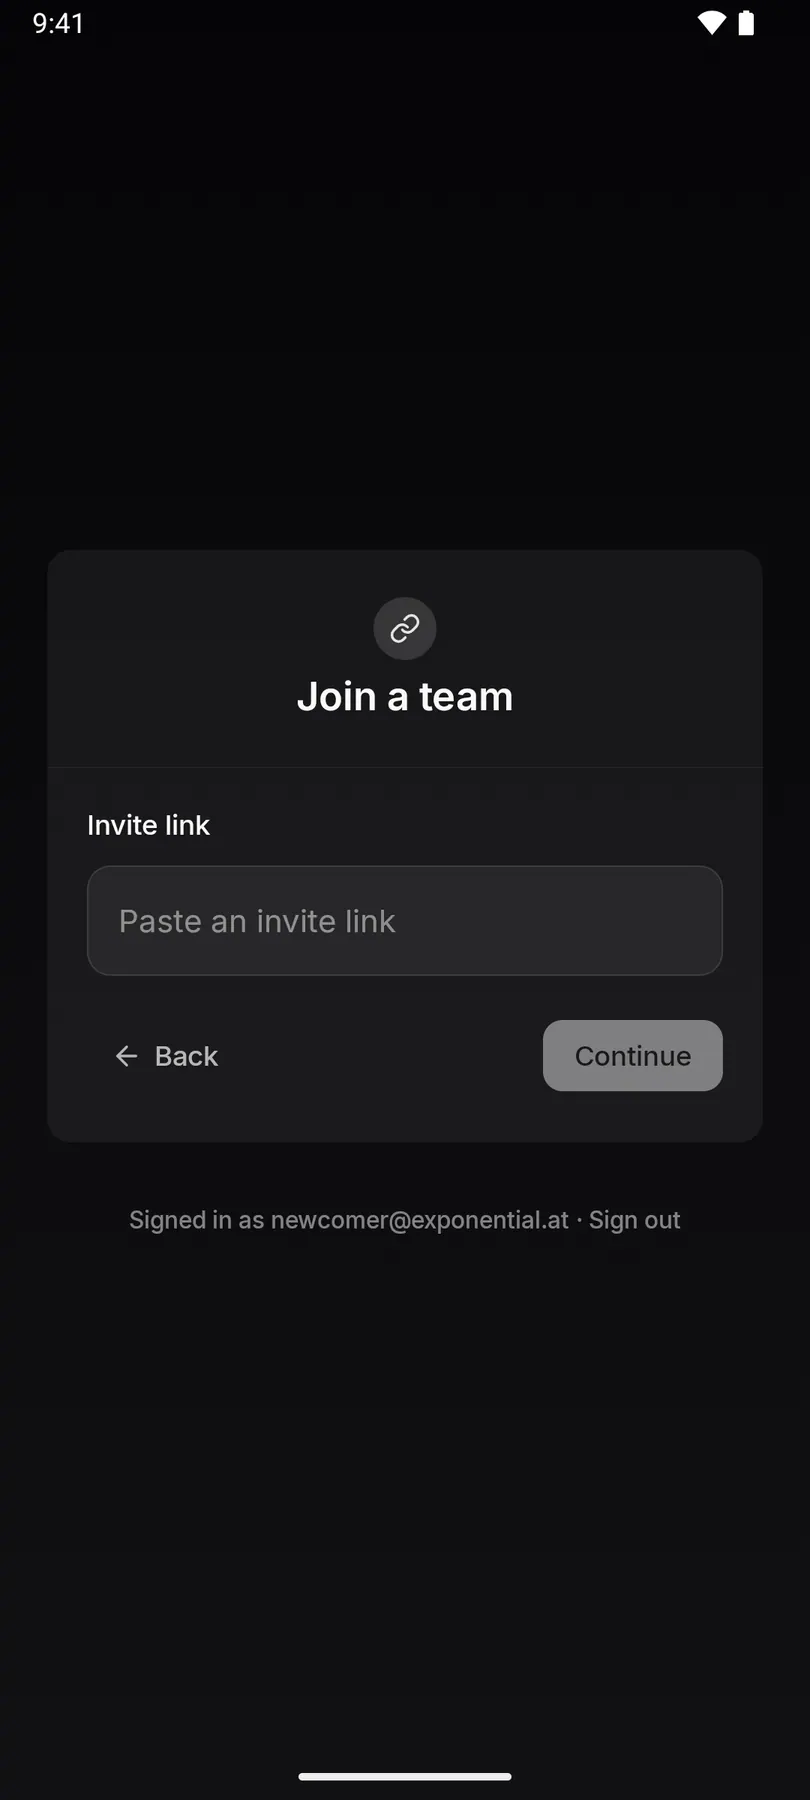 9:41
Join a team
Invite link
Paste an invite link
Back
Continue
Signed in as newcomer@exponential.at · Sign out